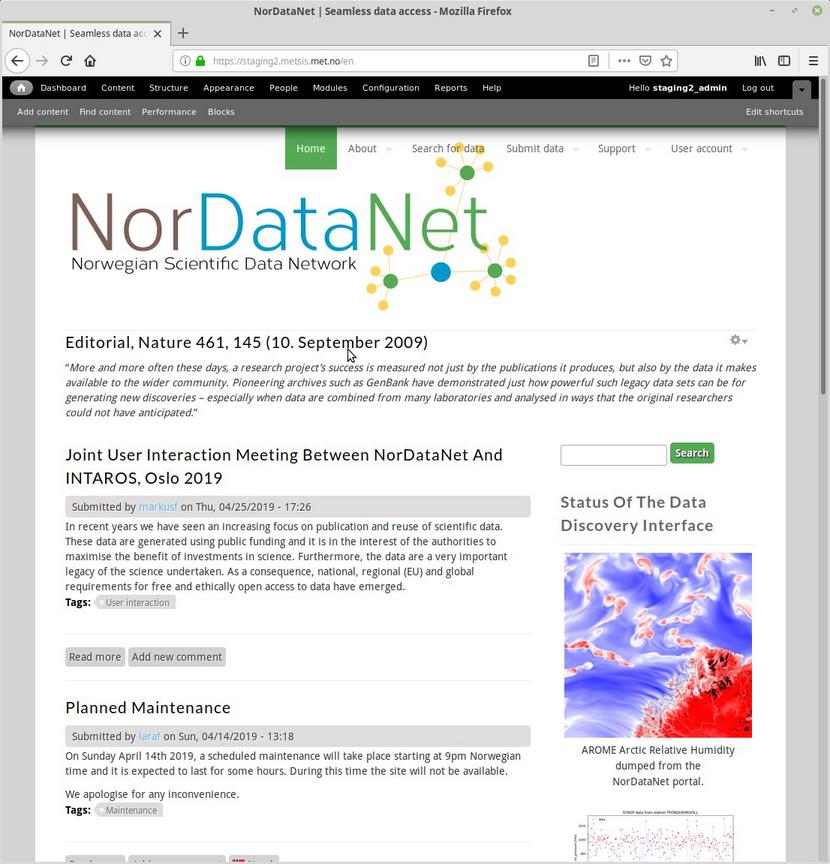 NorDataNet | Seamless data access - Mozilla Firefox
NorDataNet | Seamless data acc
https://staging2.metsis.met.no/en
Dashboard Content Structure Appearance People Modules Configuration Reports Help Hello staging2_admin Log out
Add content Find content Performance Blocks Edit shortcuts
Home About Search for data Submit data Support User account
NorDataNet
Norwegian Scientific Data Network
Editorial, Nature 461, 145 (10. September 2009)
"More and more often these days, a research project's success is measured not just by the publications it produces, but also by the data it makes
available to the wider community. Pioneering archives such as GenBank have demonstrated just how powerful such legacy data sets can be for
generating new discoveries – especially when data are combined from many laboratories and analysed in ways that the original researchers
could not have anticipated."
Joint User Interaction Meeting Between NorDataNet And
INTAROS, Oslo 2019
Submitted by markusf on Thu, 04/25/2019 - 17:26
In recent years we have seen an increasing focus on publication and reuse of scientific data.
These data are generated using public funding and it is in the interest of the authorities to
maximise the benefit of investments in science. Furthermore, the data are a very important
legacy of the science undertaken. As a consequence, national, regional (EU) and global
requirements for free and ethically open access to data have emerged.
Tags: User interaction
Read more Add new comment
Planned Maintenance
Submitted by laraf on Sun, 04/14/2019 - 13:18
On Sunday April 14th 2019, a scheduled maintenance will take place starting at 9pm Norwegian
time and it is expected to last for some hours. During this time the site will not be available.
We apologise for any inconvenience.
Tags: Maintenance
Search
Status Of The Data
Discovery Interface
AROME Arctic Relative Humidity
dumped from the
NorDataNet portal.